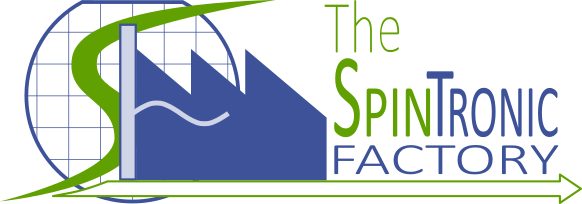 The
SPINTRONIC
FACTORY